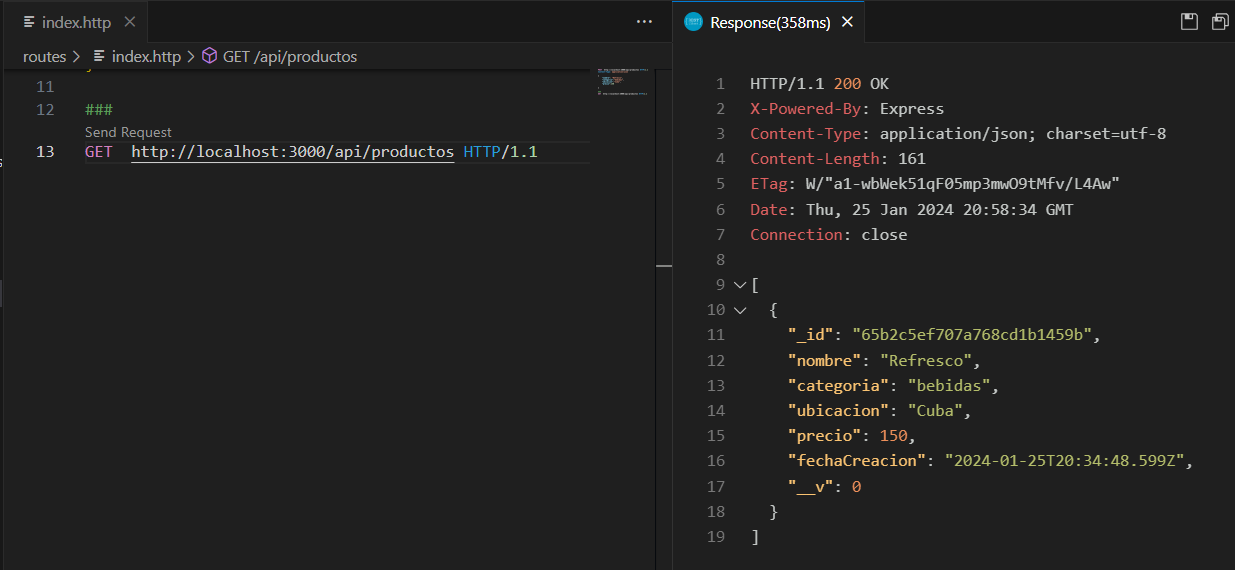 index.http
routes > index.http > GET /api/productos
11
12 ###
Send Request
13 GET http://localhost:3000/api/productos HTTP/1.1
Response(358ms)
1 HTTP/1.1 200 OK
2 X-Powered-By: Express
3 Content-Type: application/json; charset=utf-8
4 Content-Length: 161
5 ETag: W/"a1-wbWek51qF05mp3mwO9tMfv/L4Aw"
6 Date: Thu, 25 Jan 2024 20:58:34 GMT
7 Connection: close
8
9 [
10 {
11 "_id": "65b2c5ef707a768cd1b1459b",
12 "nombre": "Refresco",
13 "categoria": "bebidas",
14 "ubicacion": "Cuba",
15 "precio": 150,
16 "fechaCreacion": "2024-01-25T20:34:48.599Z",
17 "__v": 0
18 }
19 ]